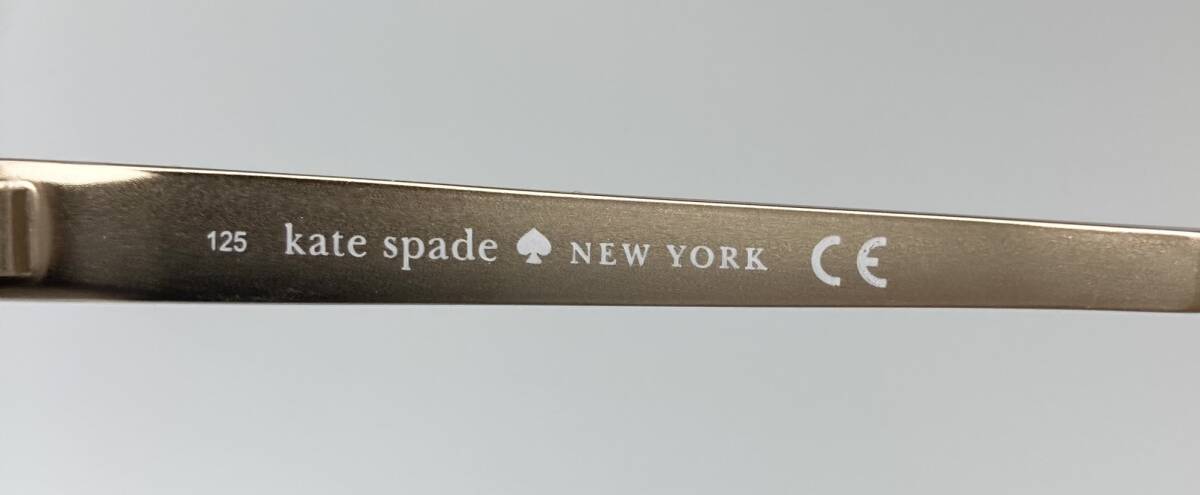 125 kate spade ♠ NEW YORK CE